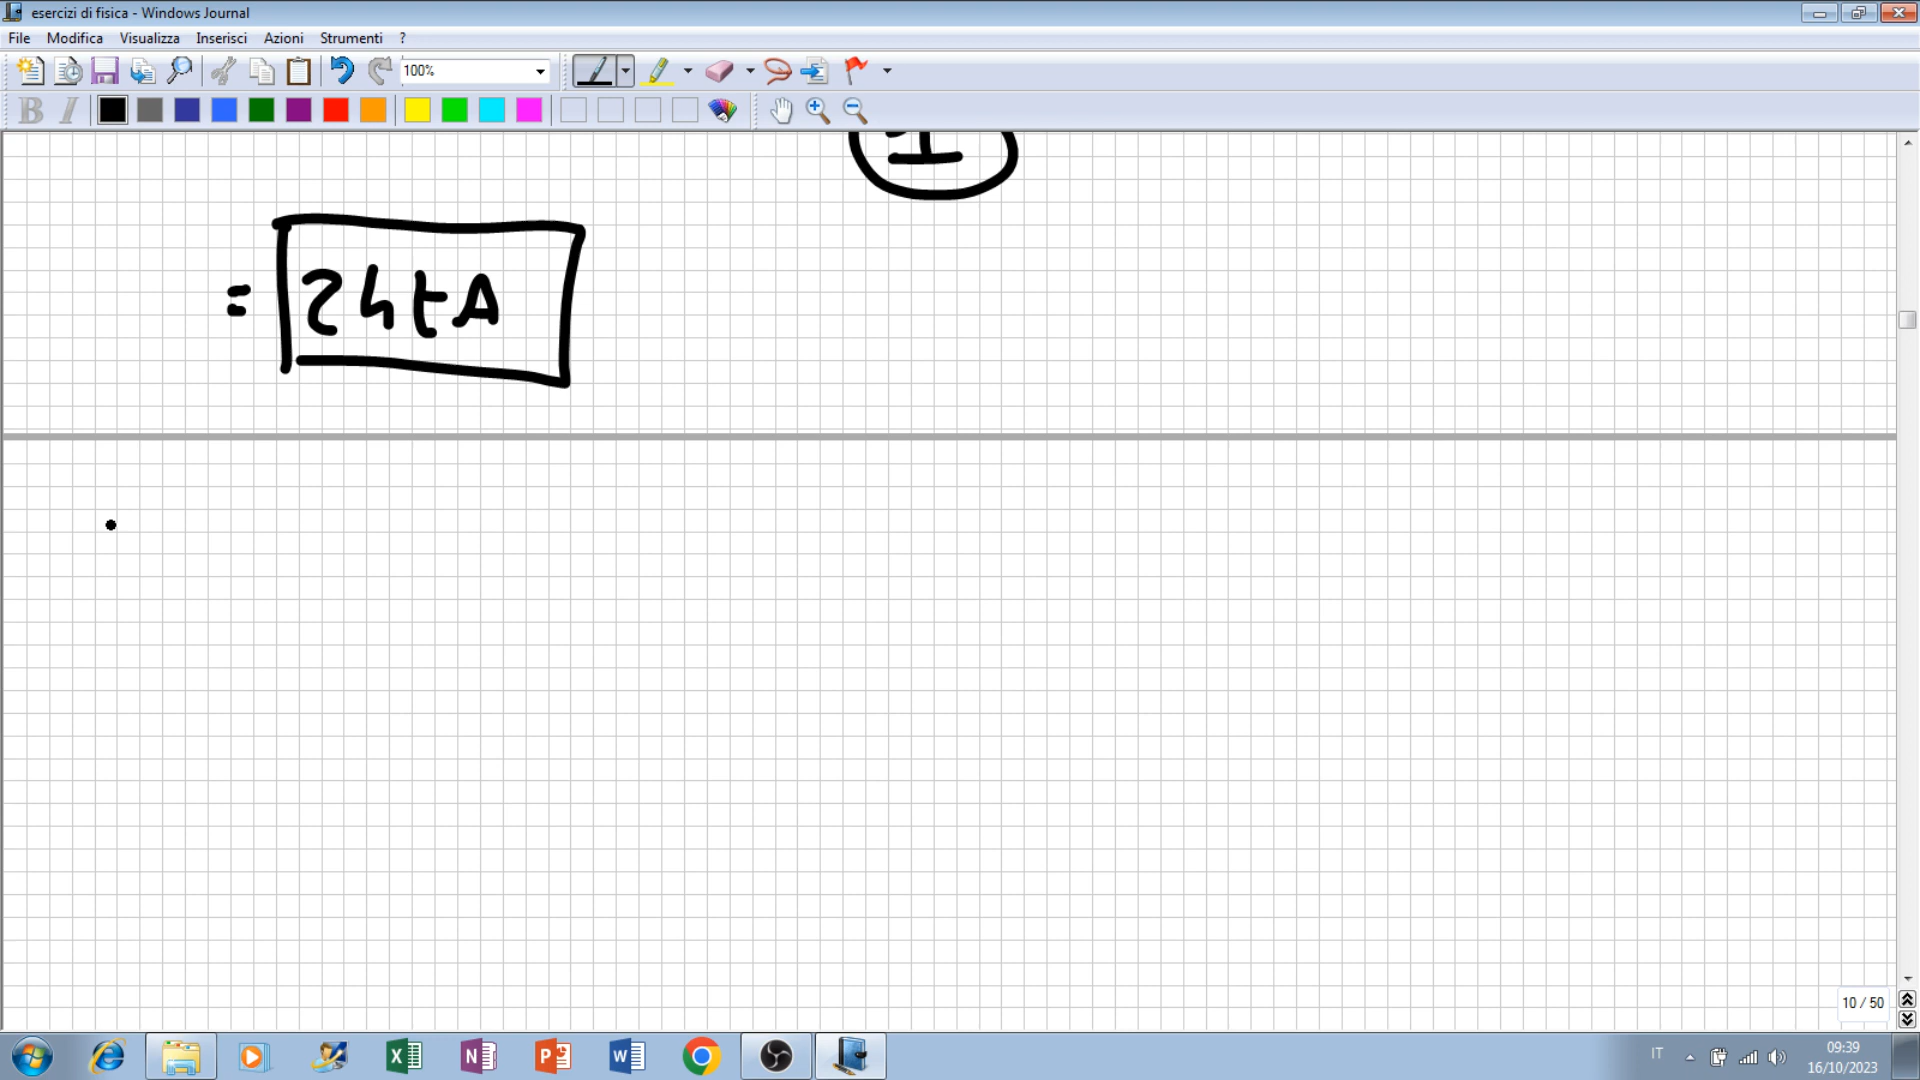 esercizi di fisica - Windows Journal
File Modifica Visualizza Inserisci Azioni Strumenti ?
100%
B I
= 24tA
10 / 50
IT
09:39
16/10/2023